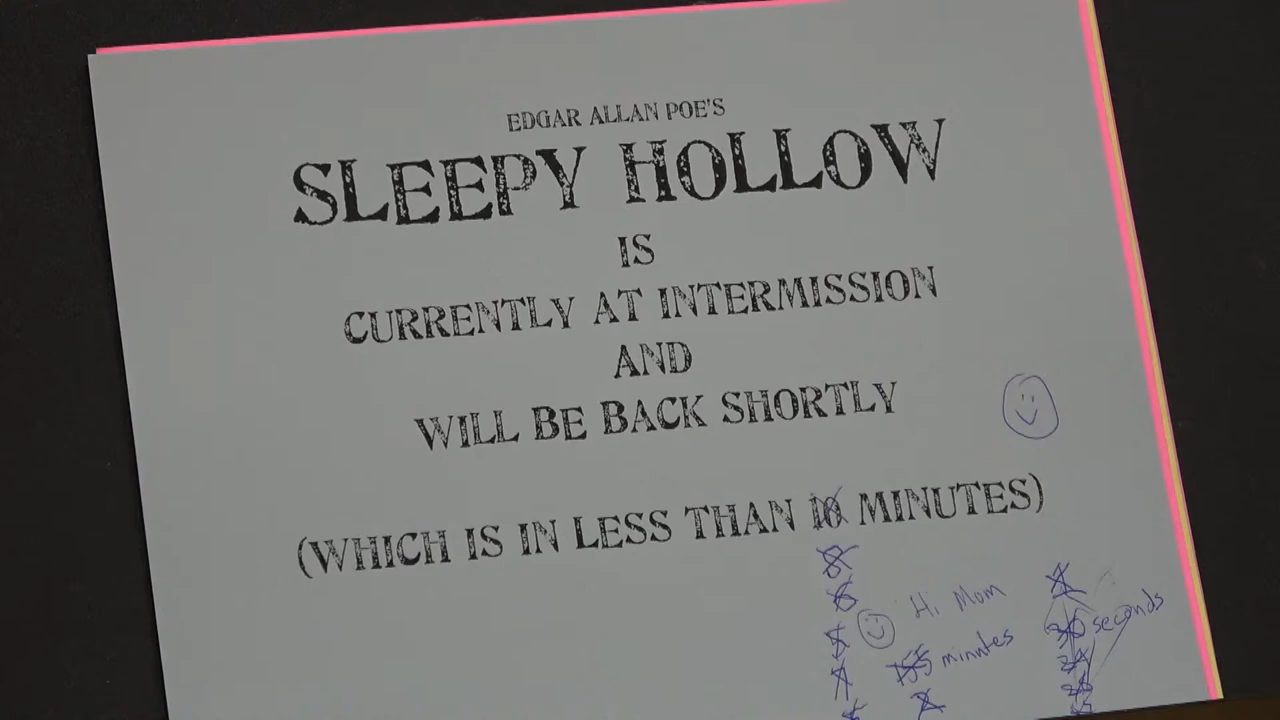 EDGAR ALLAN POE'S
SLEEPY HOLLOW
IS
CURRENTLY AT INTERMISSION
AND
WILL BE BACK SHORTLY
(WHICH IS IN LESS THAN 10 MINUTES)
Hi Mom
minutes
seconds